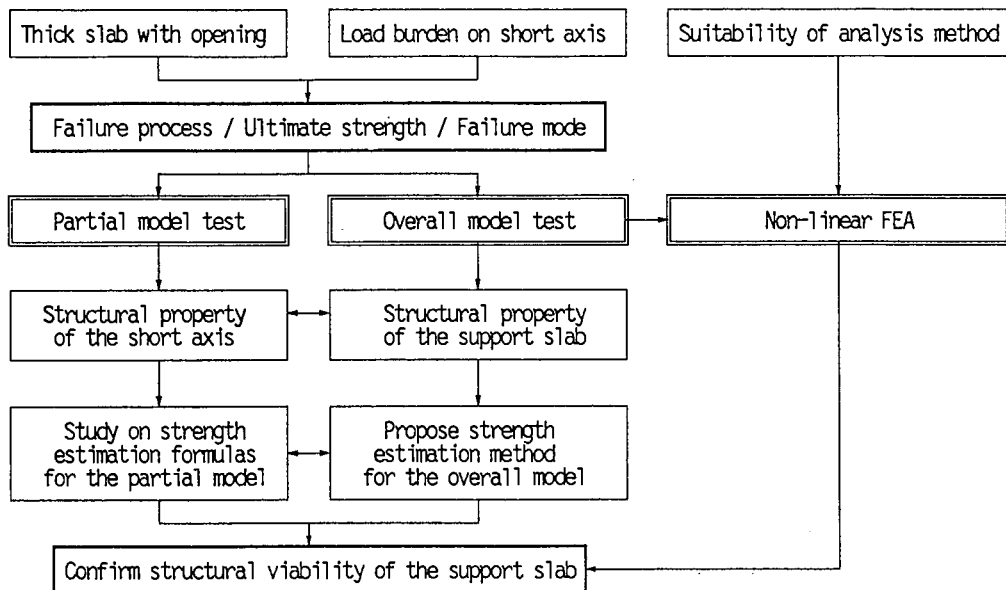 Thick slab with opening
Load burden on short axis
Suitability of analysis method
Failure process / Ultimate strength / Failure mode
Partial model test
Overall model test
Non-linear FEA
Structural property
of the short axis
Structural property
of the support slab
Study on strength
estimation formulas
for the partial model
Propose strength
estimation method
for the overall model
Confirm structural viability of the support slab